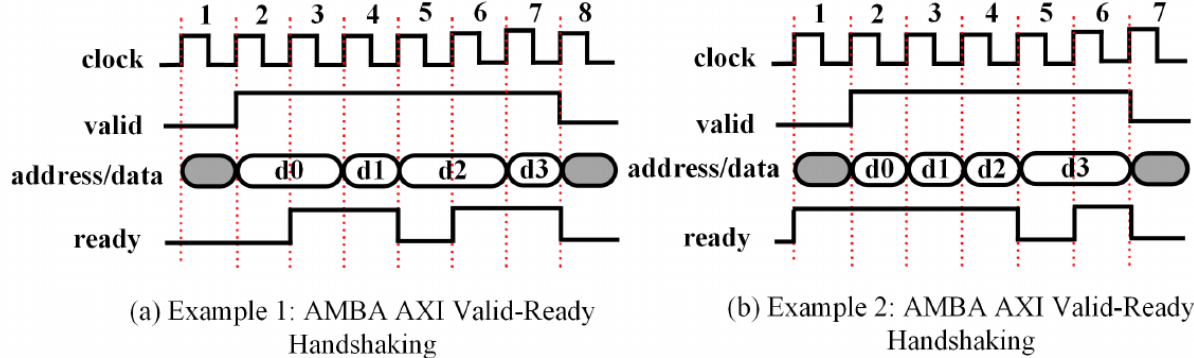 1 2 3 4 5 6 7 8
clock
valid
address/data d0 d1 d2 d3
ready
(a) Example 1: AMBA AXI Valid-Ready
Handshaking
1 2 3 4 5 6 7
clock
valid
address/data d0 d1 d2 d3
ready
(b) Example 2: AMBA AXI Valid-Ready
Handshaking